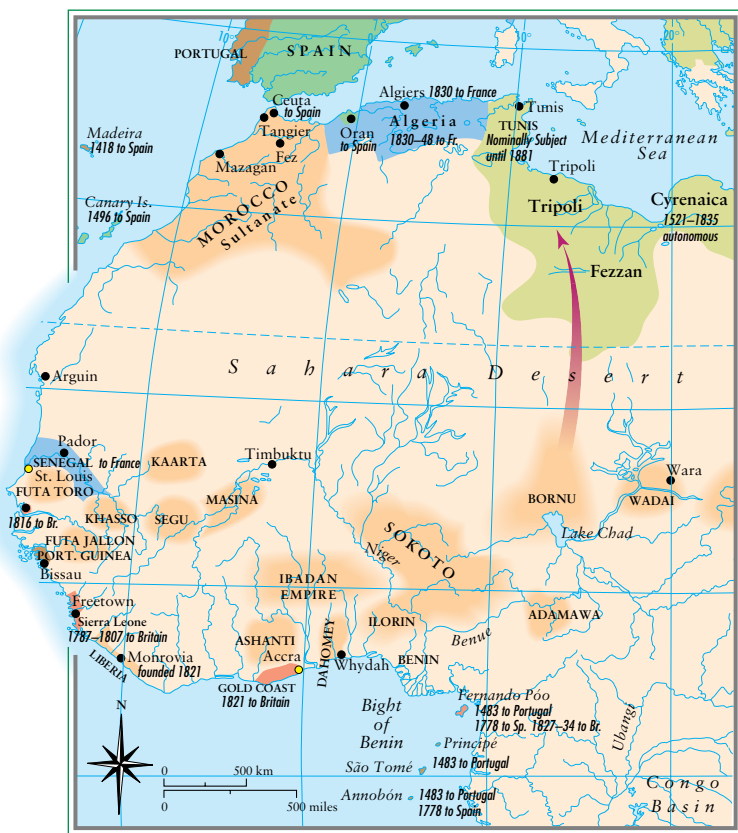 10°
0°
10°
20°
PORTUGAL
SPAIN
Ceuta
to Spain
Tangier
Fez
Mazagan
Algiers 1830 to France
Algeria
1830–48 to Fr.
Oran
to Spain
Tunis
TUNIS
Nominally Subject
until 1881
Mediterranean
Sea
Madeira
1418 to Spain
Canary Is.
1496 to Spain
MOROCCO
Sultanate
Tripoli
Tripoli
Cyrenaica
1521–1835
autonomous
Fezzan
Sahara Desert
Arguin
Pador
SENEGAL to France
St. Louis
FUTA TORO
1816 to Br.
KAARTA
Timbuktu
MASINA
KHASSO
SEGU
FUTA JALLON
PORT. GUINEA
Bissau
BORNU
Wara
WADAI
Lake Chad
SOKOTO
Niger
IBADAN
EMPIRE
Freetown
Sierra Leone
1787–1807 to Britain
LIBERIA
Monrovia
founded 1821
ASHANTI
Accra
GOLD COAST
1821 to Britain
DAHOMEY
Whydah
ILORIN
BENIN
Benue
ADAMAWA
Bight
of
Benin
Fernando Póo
1483 to Portugal
1778 to Sp. 1827–34 to Br.
Principé
São Tomé
1483 to Portugal
Annobón
1483 to Portugal
1778 to Spain
Ubangi
Congo
Basin
N
0 500 km
0 500 miles